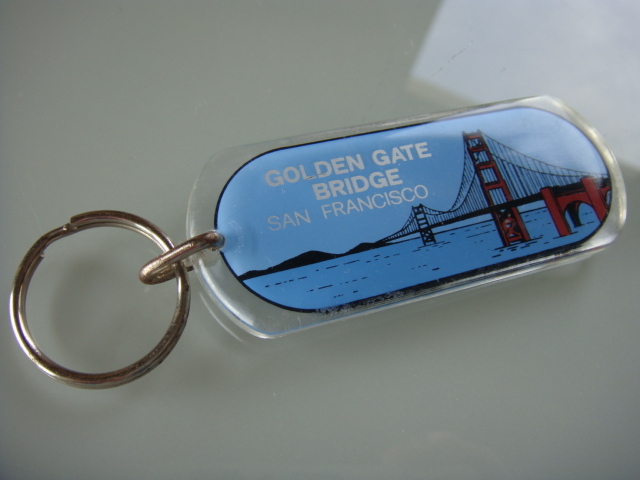 GOLDEN GATE
BRIDGE
SAN FRANCISCO